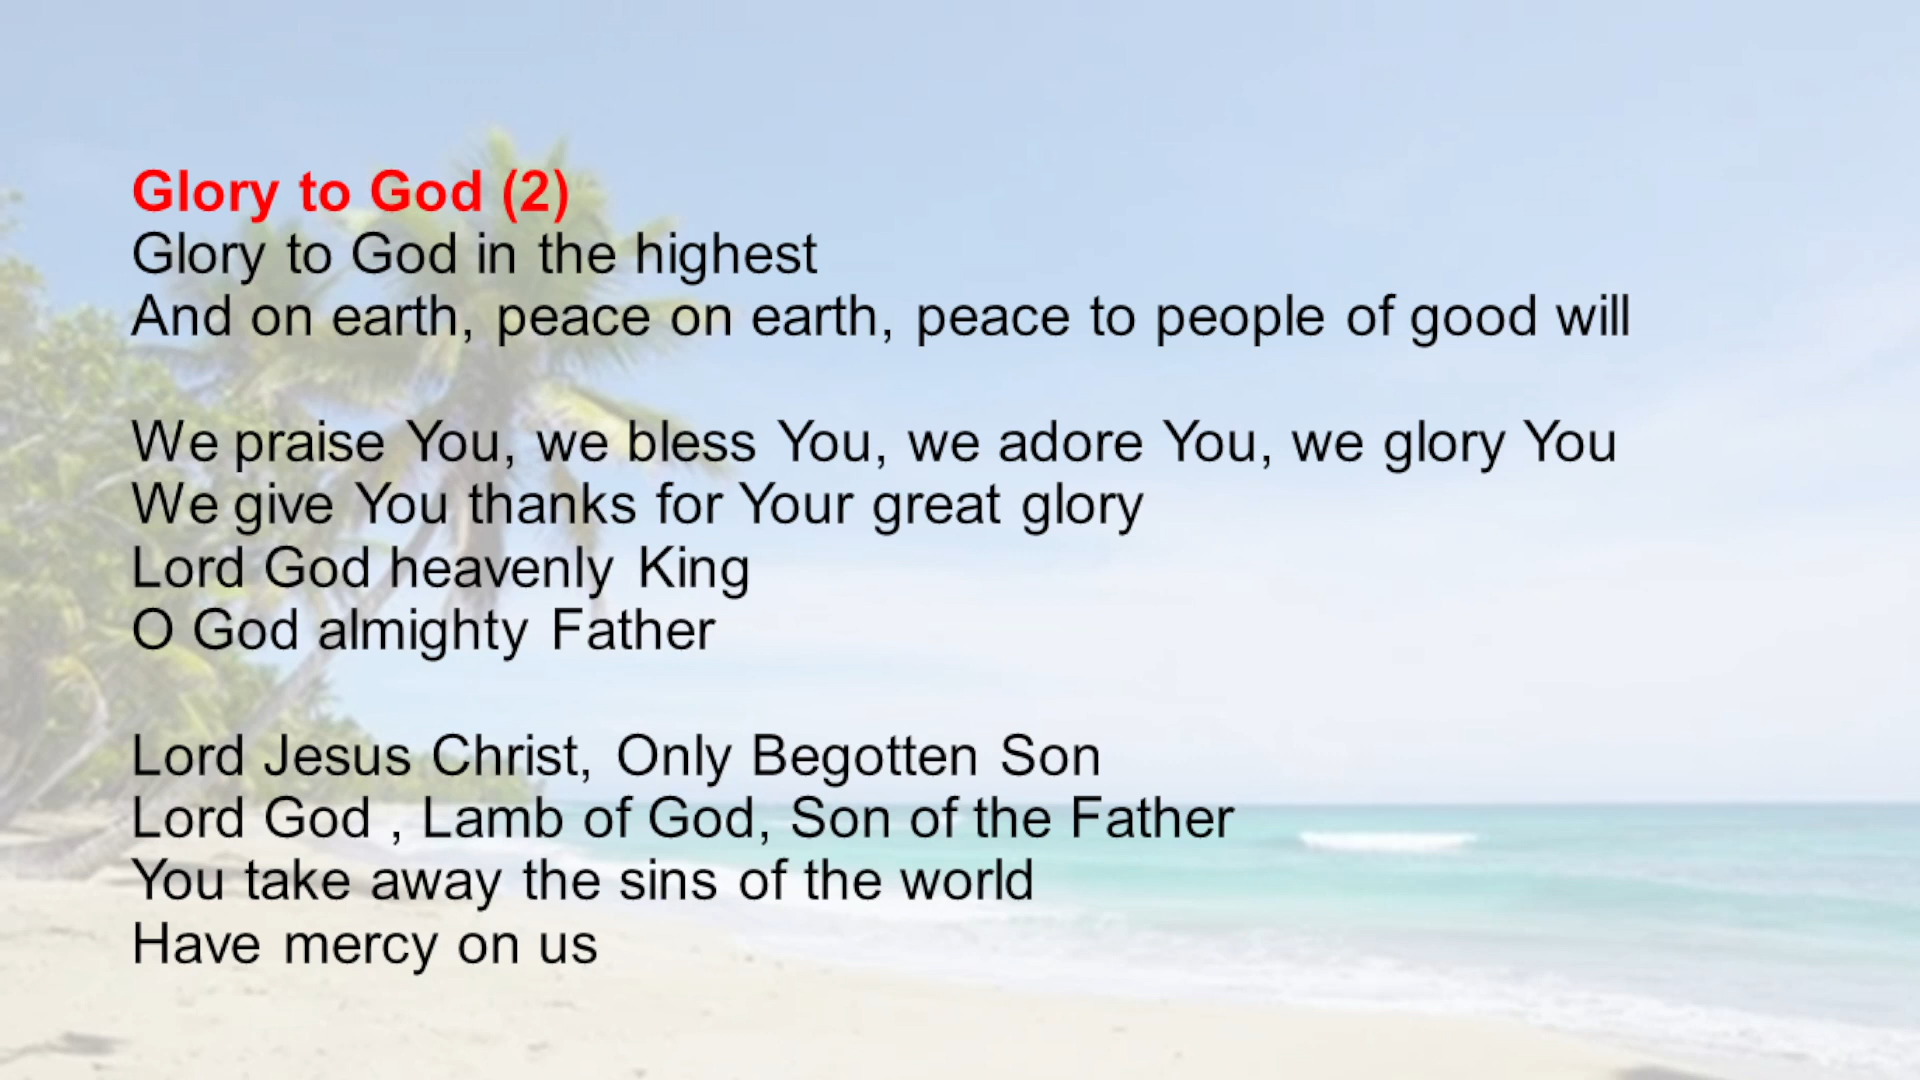 Glory to God (2)
Glory to God in the highest
And on earth, peace on earth, peace to people of good will
We praise You, we bless You, we adore You, we glory You
We give You thanks for Your great glory
Lord God heavenly King
O God almighty Father
Lord Jesus Christ, Only Begotten Son
Lord God , Lamb of God, Son of the Father
You take away the sins of the world
Have mercy on us